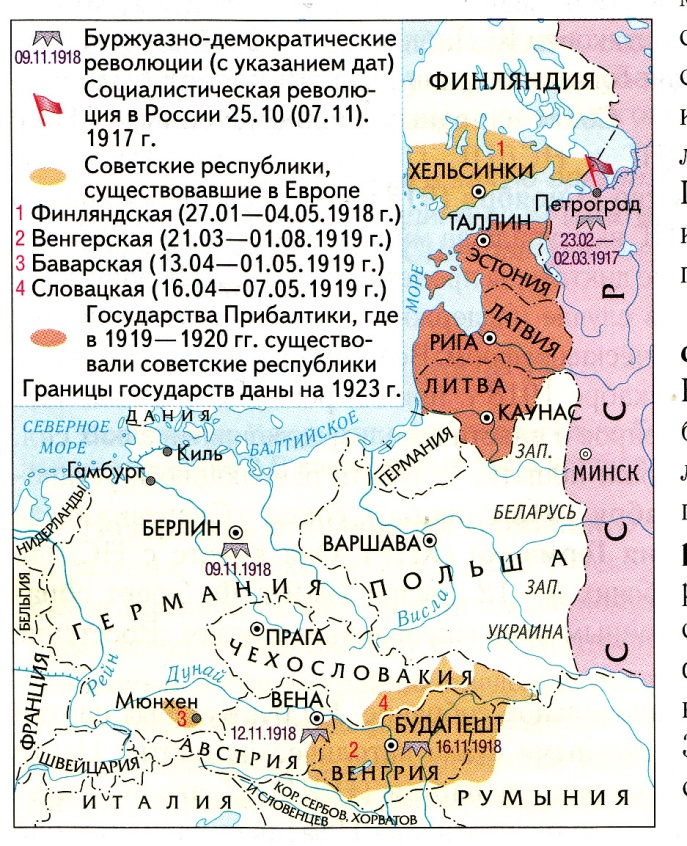 Буржуазно-демократические
09.11.1918 революции (с указанием дат)
Социалистическая револю-
ция в России 25.10 (07.11).
1917 г.
Советские республики,
существовавшие в Европе
1 Финляндская (27.01—04.05.1918 г.)
2 Венгерская (21.03—01.08.1919 г.)
3 Баварская (13.04—01.05.1919 г.)
4 Словацкая (16.04—07.05.1919 г.)
Государства Прибалтики, где
в 1919—1920 гг. существо-
вали советские республики
Границы государств даны на 1923 г.
ФИНЛЯНДИЯ
1
ХЕЛЬСИНКИ
Петроград
23.02.—
02.03.1917
ТАЛЛИН
ЭСТОНИЯ
МОРЕ
ЛАТВИЯ
РИГА
ЛИТВА
КАУНАС
РСССР
ДАНИЯ
СЕВЕРНОЕ
МОРЕ
БАЛТИЙСКОЕ
Киль
Гамбург
ГЕРМАНИЯ
ЗАП.
БЕЛАРУСЬ
МИНСК
НИДЕРЛАНДЫ
БЕРЛИН
09.11.1918
ВАРШАВА
ПОЛЬША
Висла
ЗАП.
УКРАИНА
БЕЛЬГИЯ
ГЕРМАНИЯ
ПРАГА
ЧЕХОСЛОВАКИЯ
ФРАНЦИЯ
Рейн
Дунай
Мюнхен
3
ВЕНА
12.11.1918
4
БУДАПЕШТ
2
16.11.1918
ВЕНГРИЯ
ШВЕЙЦАРИЯ
АВСТРИЯ
ИТАЛИЯ
КОР. СЕРБОВ, ХОРВАТОВ
И СЛОВЕНЦЕВ
РУМЫНИЯ